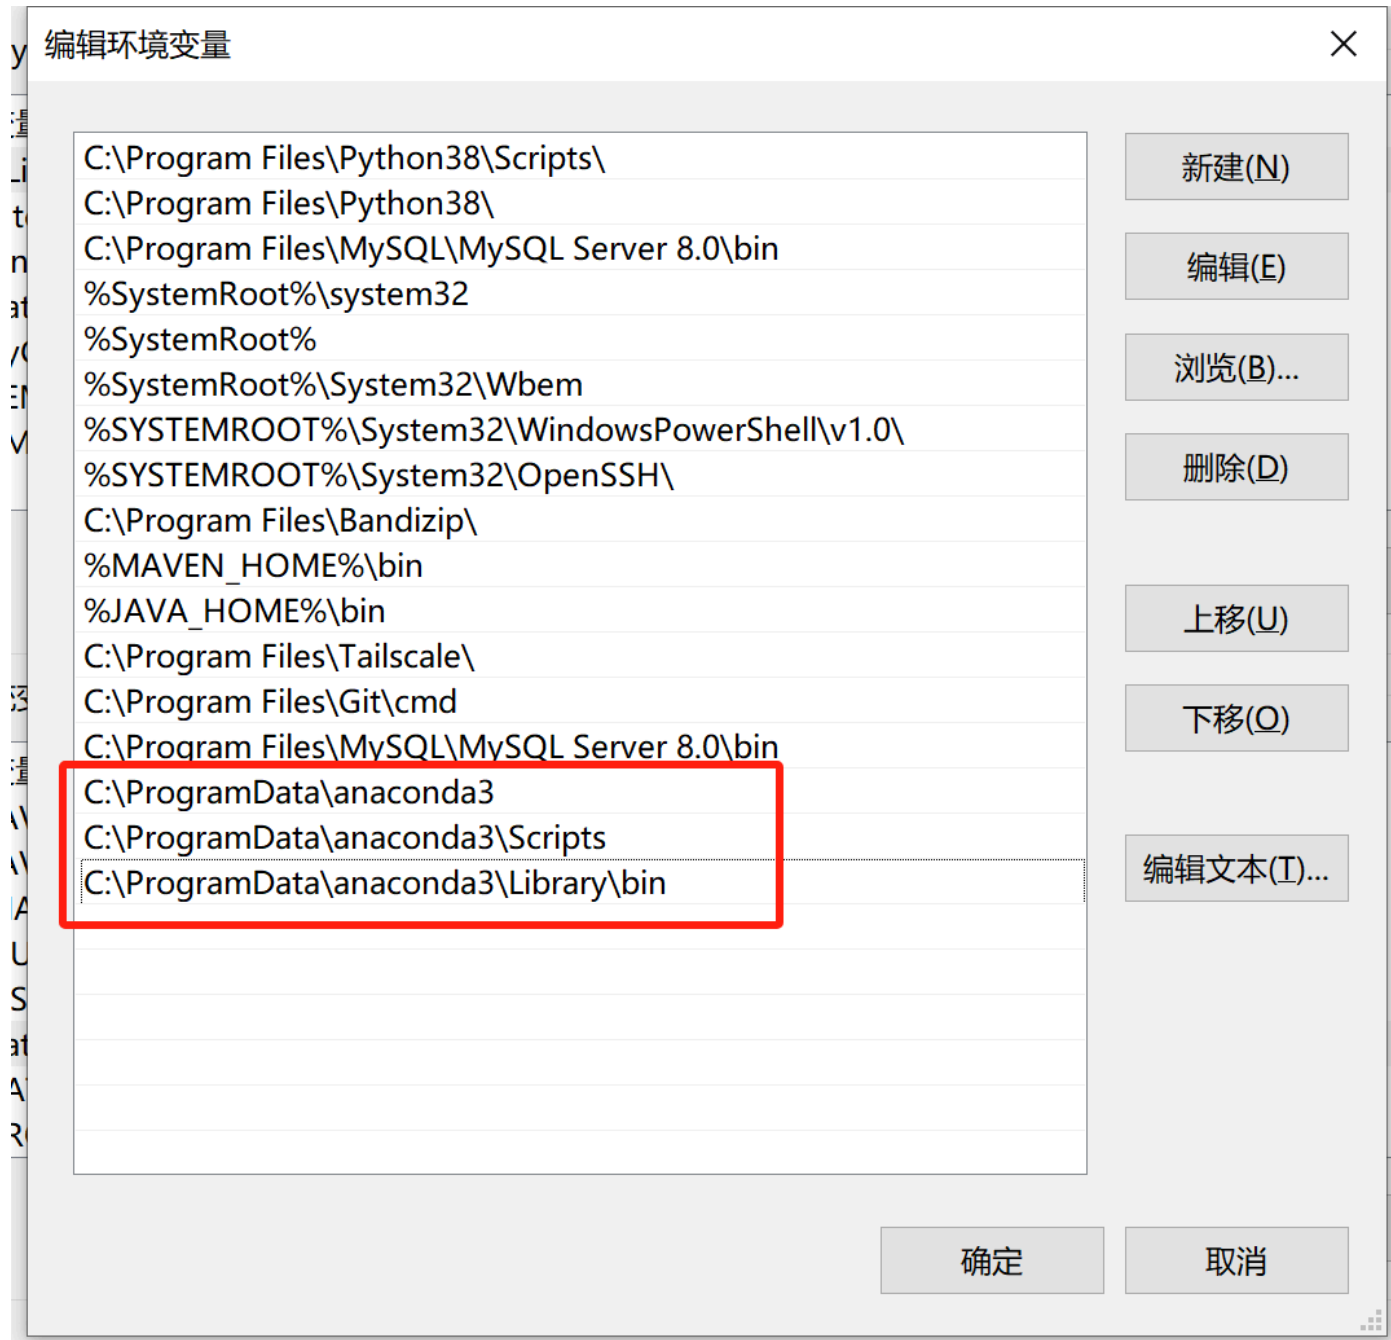 编辑环境变量
C:\Program Files\Python38\Scripts\
C:\Program Files\Python38\
C:\Program Files\MySQL\MySQL Server 8.0\bin
%SystemRoot%\system32
%SystemRoot%
%SystemRoot%\System32\Wbem
%SYSTEMROOT%\System32\WindowsPowerShell\v1.0\
%SYSTEMROOT%\System32\OpenSSH\
C:\Program Files\Bandizip\
%MAVEN_HOME%\bin
%JAVA_HOME%\bin
C:\Program Files\Tailscale\
C:\Program Files\Git\cmd
C:\Program Files\MySQL\MySQL Server 8.0\bin
C:\ProgramData\anaconda3
C:\ProgramData\anaconda3\Scripts
C:\ProgramData\anaconda3\Library\bin
新建(N)
编辑(E)
浏览(B)...
删除(D)
上移(U)
下移(O)
编辑文本(T)...
确定
取消